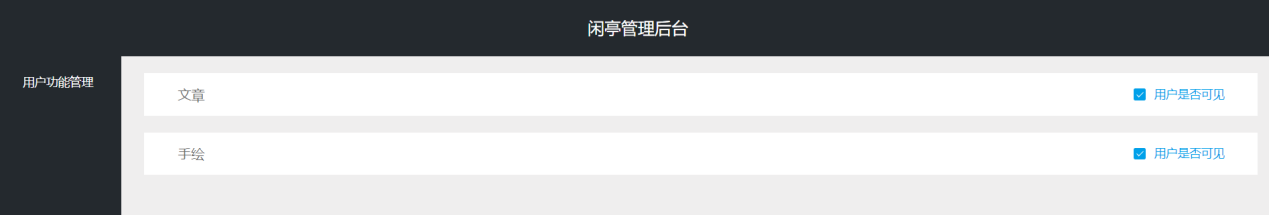 闲亭管理后台
用户功能管理
文章
用户是否可见
手绘
用户是否可见